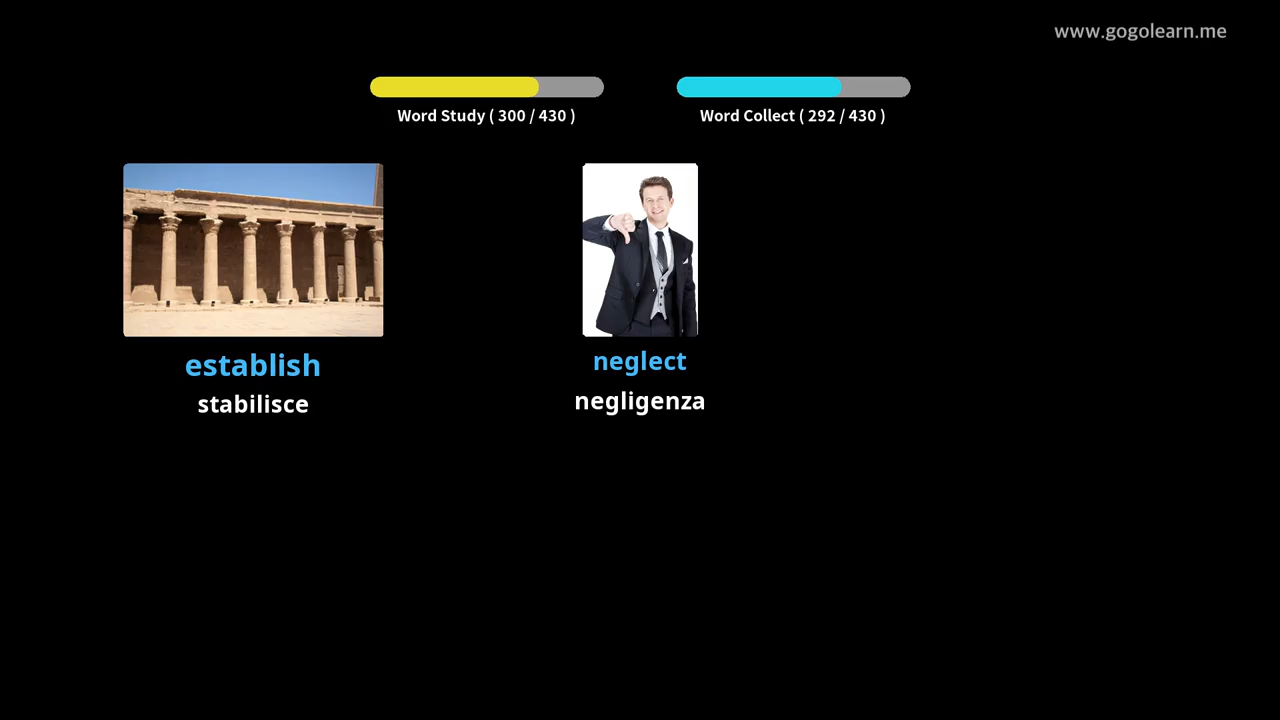 www.gogolearn.me
Word Study ( 300 / 430 )
Word Collect ( 292 / 430 )
establish
stabilisce
neglect
negligenza